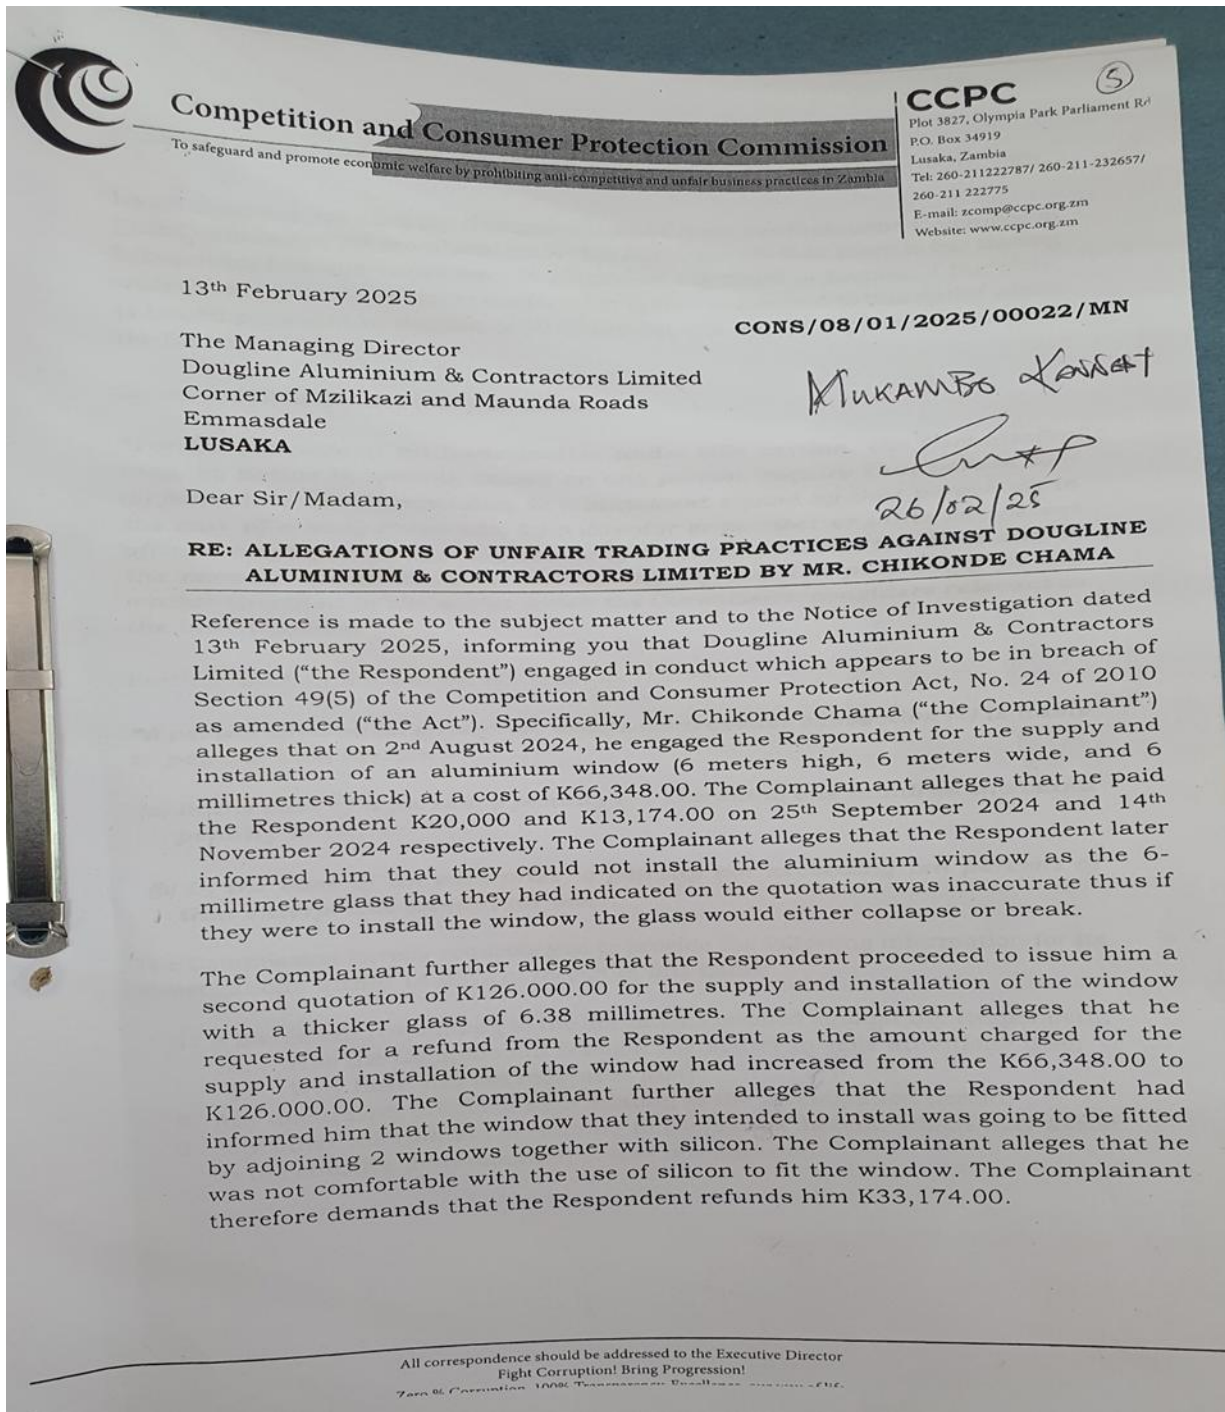 CCPC
5
Plot 3827, Olympia Park Parliament Rd
P.O. Box 34919
Lusaka, Zambia
Tel: 260-211222787/ 260-211-232657/
260-211 222775
E-mail: zcomp@ccpc.org.zm
Website: www.ccpc.org.zm
Competition and Consumer Protection Commission
To safeguard and promote economic welfare by prohibiting anti-competitive and unfair business practices in Zambia
13th February 2025
CONS/08/01/2025/00022/MN
The Managing Director
Dougline Aluminium & Contractors Limited
Corner of Mzilikazi and Maunda Roads
Emmasdale
LUSAKA
MUKAMBO
26/02/25
Dear Sir/Madam,
RE: ALLEGATIONS OF UNFAIR TRADING PRACTICES AGAINST DOUGLINE
ALUMINIUM & CONTRACTORS LIMITED BY MR. CHIKONDE CHAMA
Reference is made to the subject matter and to the Notice of Investigation dated
13th February 2025, informing you that Dougline Aluminium & Contractors
Limited (“the Respondent”) engaged in conduct which appears to be in breach of
Section 49(5) of the Competition and Consumer Protection Act, No. 24 of 2010
as amended (“the Act”). Specifically, Mr. Chikonde Chama (“the Complainant”)
alleges that on 2nd August 2024, he engaged the Respondent for the supply and
installation of an aluminium window (6 meters high, 6 meters wide, and 6
millimetres thick) at a cost of K66,348.00. The Complainant alleges that he paid
the Respondent K20,000 and K13,174.00 on 25th September 2024 and 14th
November 2024 respectively. The Complainant alleges that the Respondent later
informed him that they could not install the aluminium window as the 6-
millimetre glass that they had indicated on the quotation was inaccurate thus if
they were to install the window, the glass would either collapse or break.
The Complainant further alleges that the Respondent proceeded to issue him a
second quotation of K126.000.00 for the supply and installation of the window
with a thicker glass of 6.38 millimetres. The Complainant alleges that he
requested for a refund from the Respondent as the amount charged for the
supply and installation of the window had increased from the K66,348.00 to
K126.000.00. The Complainant further alleges that the Respondent had
informed him that the window that they intended to install was going to be fitted
by adjoining 2 windows together with silicon. The Complainant alleges that he
was not comfortable with the use of silicon to fit the window. The Complainant
therefore demands that the Respondent refunds him K33,174.00.
All correspondence should be addressed to the Executive Director
Fight Corruption! Bring Progression!